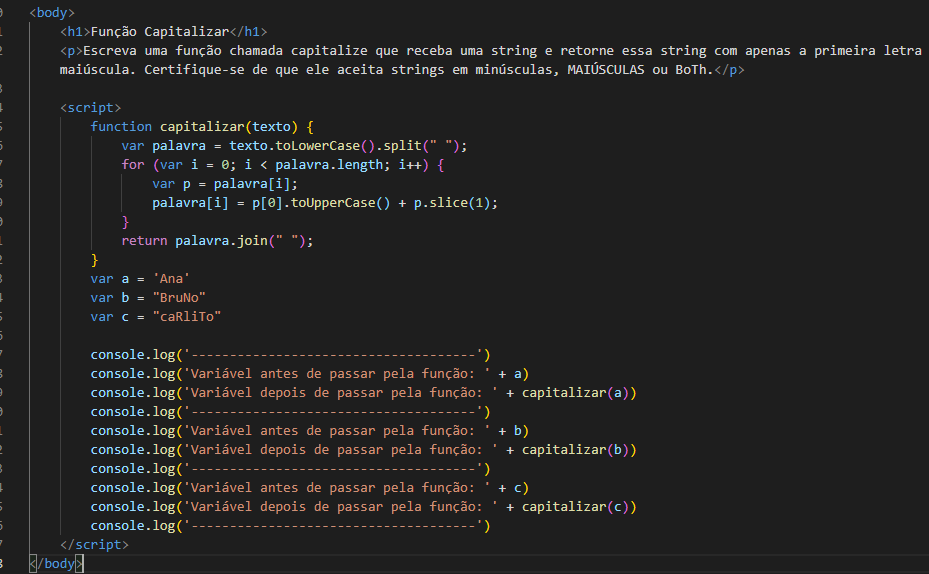 <body>
<h1>Função Capitalizar</h1>
<p>Escreva uma função chamada capitalize que receba uma string e retorne essa string com apenas a primeira letra
maiúscula. Certifique-se de que ele aceita strings em minúsculas, MAIÚSCULAS ou BoTh.</p>
<script>
function capitalizar(texto) {
var palavra = texto.toLowerCase().split(" ");
for (var i = 0; i < palavra.length; i++) {
var p = palavra[i];
palavra[i] = p[0].toUpperCase() + p.slice(1);
}
return palavra.join(" ");
}
var a = 'Ana'
var b = "BruNo"
var c = "caRliTo"
console.log('-------------------------------------')
console.log('Variável antes de passar pela função: ' + a)
console.log('Variável depois de passar pela função: ' + capitalizar(a))
console.log('-------------------------------------')
console.log('Variável antes de passar pela função: ' + b)
console.log('Variável depois de passar pela função: ' + capitalizar(b))
console.log('-------------------------------------')
console.log('Variável antes de passar pela função: ' + c)
console.log('Variável depois de passar pela função: ' + capitalizar(c))
console.log('-------------------------------------')
</script>
</body>